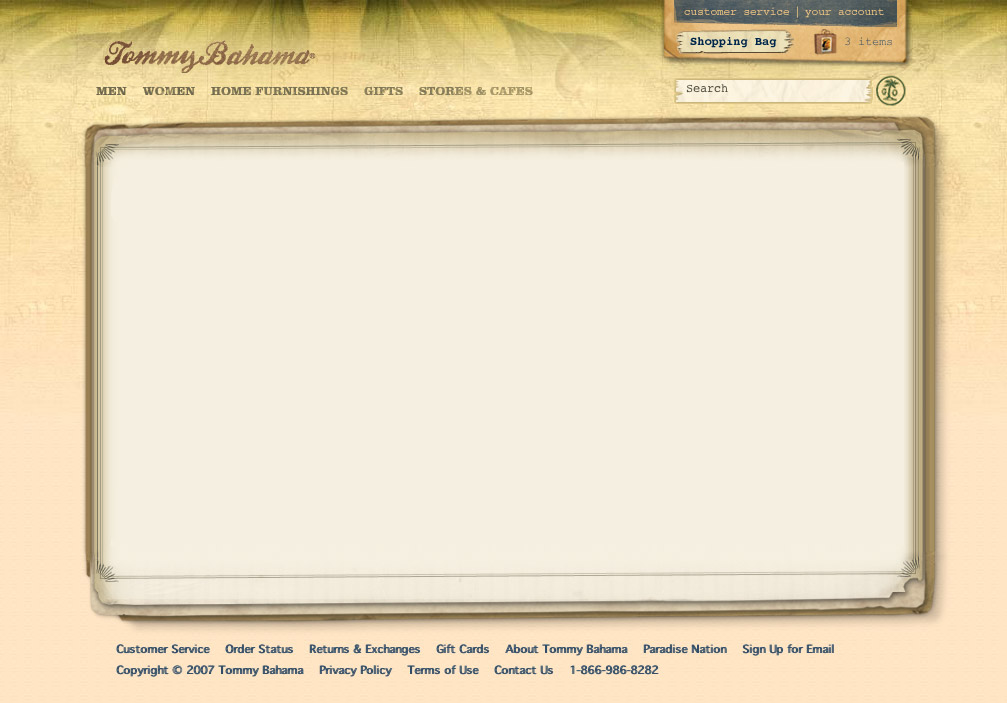 customer service | your account
Tommy Bahama®
Shopping Bag 3 items
MEN WOMEN HOME FURNISHINGS GIFTS STORES & CAFES
Search
Customer Service Order Status Returns & Exchanges Gift Cards About Tommy Bahama Paradise Nation Sign Up for Email
Copyright © 2007 Tommy Bahama Privacy Policy Terms of Use Contact Us 1-866-986-8282